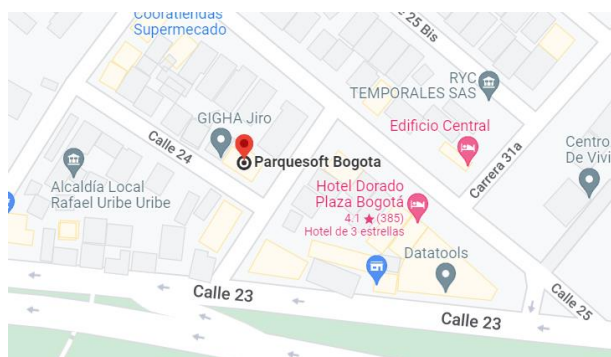 Cooratiendas
Supermecado
le 25 Bis
RYC
TEMPORALES SAS
GIGHA Jiro
Edificio Central
Calle 24
Parquesoft Bogota
Carrera 31a
Centro
De Vivi
Alcaldía Local
Rafael Uribe Uribe
Hotel Dorado
Plaza Bogotá
4.1 ★ (385)
Hotel de 3 estrellas
Datatools
Calle 23
Calle 25
Calle 23